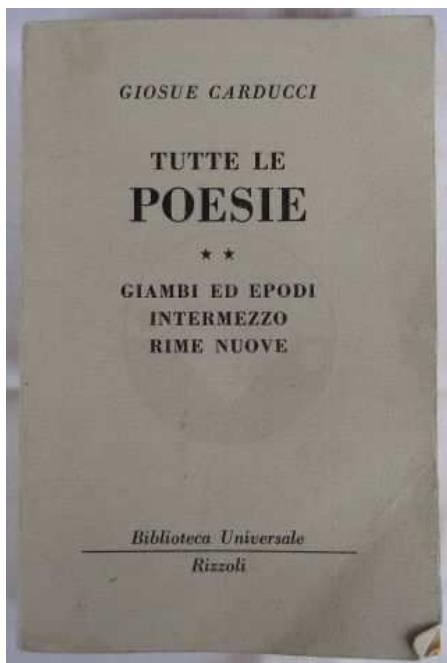 GIOSUE CARDUCCI
TUTTE LE
POESIE
★ ★
GIAMBI ED EPODI
INTERMEZZO
RIME NUOVE
Biblioteca Universale
Rizzoli